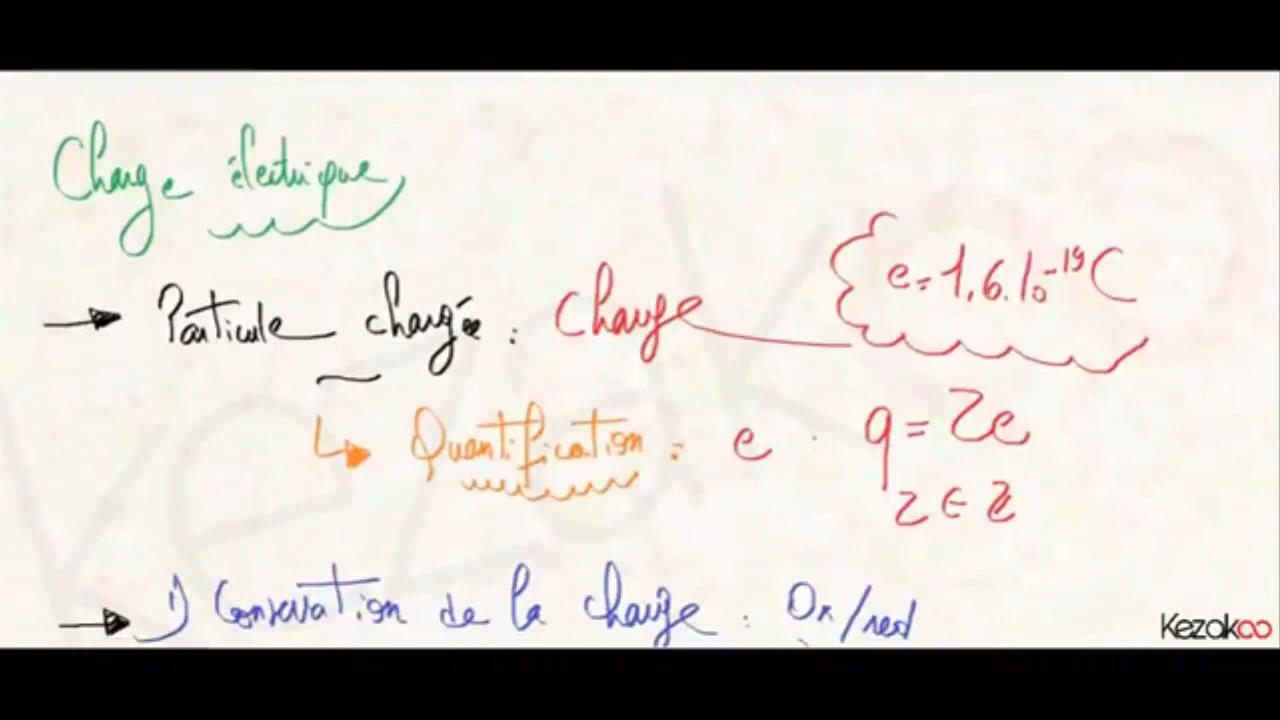 Charge électrique
→ Particule chargée : Charge
e = 1,6.10⁻¹⁹ C
↳ Quantification : e . q = Ze
Z ∈ ℤ
→ 1) Conservation de la charge : Ox/red
Kezakoo